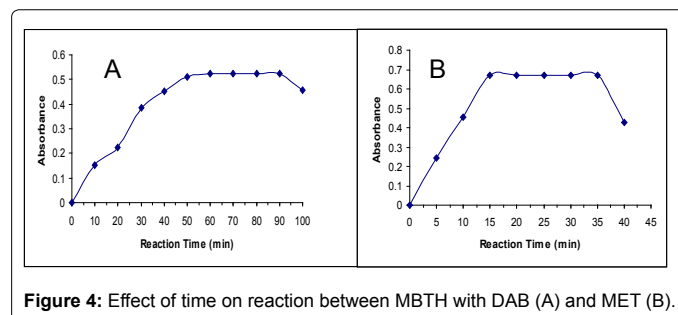 A
Absorbance
0.6
0.5
0.4
0.3
0.2
0.1
0
0 10 20 30 40 50 60 70 80 90 100
Reaction Time (min)
B
Absorbance
0.8
0.7
0.6
0.5
0.4
0.3
0.2
0.1
0
0 5 10 15 20 25 30 35 40 45
Reaction Time (min)
Figure 4: Effect of time on reaction between MBTH with DAB (A) and MET (B).